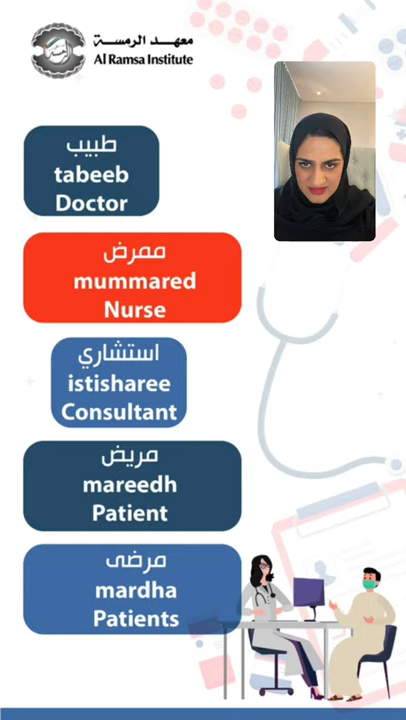 معهد الرمسة
Al Ramsa Institute
طبيب
tabeeb
Doctor
ممرض
mummared
Nurse
استشاري
istisharee
Consultant
مريض
mareedh
Patient
مرضى
mardha
Patients